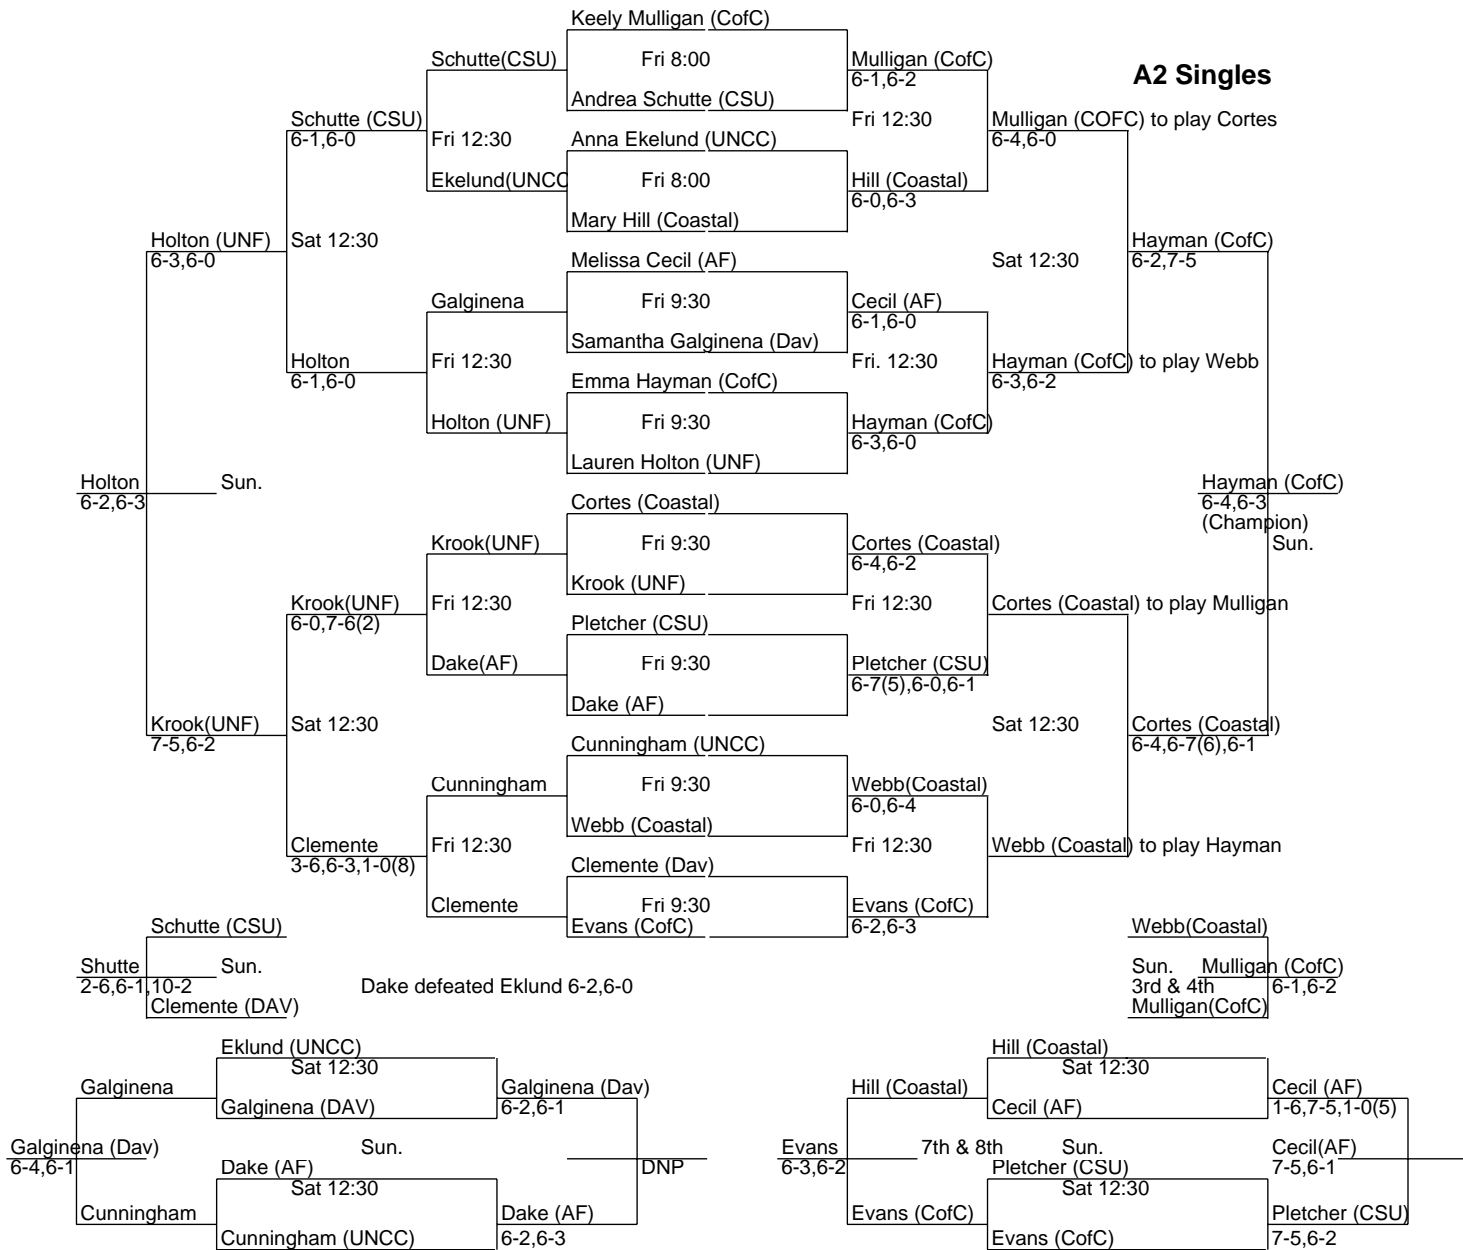 Keely Mulligan (CofC)
Schutte(CSU)
Fri 8:00
Mulligan (CofC)
6-1,6-2
A2 Singles
Andrea Schutte (CSU)
Schutte (CSU)
6-1,6-0
Fri 12:30
Fri 12:30
Mulligan (COFC) to play Cortes
6-4,6-0
Anna Ekelund (UNCC)
Ekelund(UNCC
Fri 8:00
Hill (Coastal)
6-0,6-3
Mary Hill (Coastal)
Holton (UNF)
6-3,6-0
Sat 12:30
Sat 12:30
Hayman (CofC)
6-2,7-5
Melissa Cecil (AF)
Galginena
Fri 9:30
Cecil (AF)
6-1,6-0
Samantha Galginena (Dav)
Holton
6-1,6-0
Fri 12:30
Fri. 12:30
Hayman (CofC) to play Webb
6-3,6-2
Emma Hayman (CofC)
Holton (UNF)
Fri 9:30
Hayman (CofC)
6-3,6-0
Lauren Holton (UNF)
Holton
6-2,6-3
Sun.
Hayman (CofC)
6-4,6-3
(Champion)
Sun.
Cortes (Coastal)
Krook(UNF)
Fri 9:30
Cortes (Coastal)
6-4,6-2
Krook (UNF)
Krook(UNF)
6-0,7-6(2)
Fri 12:30
Fri 12:30
Cortes (Coastal) to play Mulligan
Pletcher (CSU)
Dake(AF)
Fri 9:30
Pletcher (CSU)
6-7(5),6-0,6-1
Dake (AF)
Krook(UNF)
7-5,6-2
Sat 12:30
Sat 12:30
Cortes (Coastal)
6-4,6-7(6),6-1
Cunningham (UNCC)
Cunningham
Fri 9:30
Webb(Coastal)
6-0,6-4
Webb (Coastal)
Clemente
3-6,6-3,1-0(8)
Fri 12:30
Fri 12:30
Webb (Coastal) to play Hayman
Clemente (Dav)
Clemente
Fri 9:30
Evans (CofC)
6-2,6-3
Evans (CofC)
Schutte (CSU)
Shutte
2-6,6-1,10-2
Sun.
Clemente (DAV)
Dake defeated Eklund 6-2,6-0
Webb(Coastal)
Sun.
3rd & 4th
Mulligan (CofC)
6-1,6-2
Mulligan(CofC)
Eklund (UNCC)
Sat 12:30
Galginena
Galginena (DAV)
Galginena (Dav)
6-2,6-1
Galginena (Dav)
6-4,6-1
Sun.
DNP
Dake (AF)
Sat 12:30
Cunningham
Cunningham (UNCC)
Dake (AF)
6-2,6-3
Hill (Coastal)
Sat 12:30
Hill (Coastal)
Cecil (AF)
Cecil (AF)
1-6,7-5,1-0(5)
Evans
6-3,6-2
7th & 8th
Sun.
Cecil(AF)
7-5,6-1
Pletcher (CSU)
Sat 12:30
Evans (CofC)
Evans (CofC)
Pletcher (CSU)
7-5,6-2